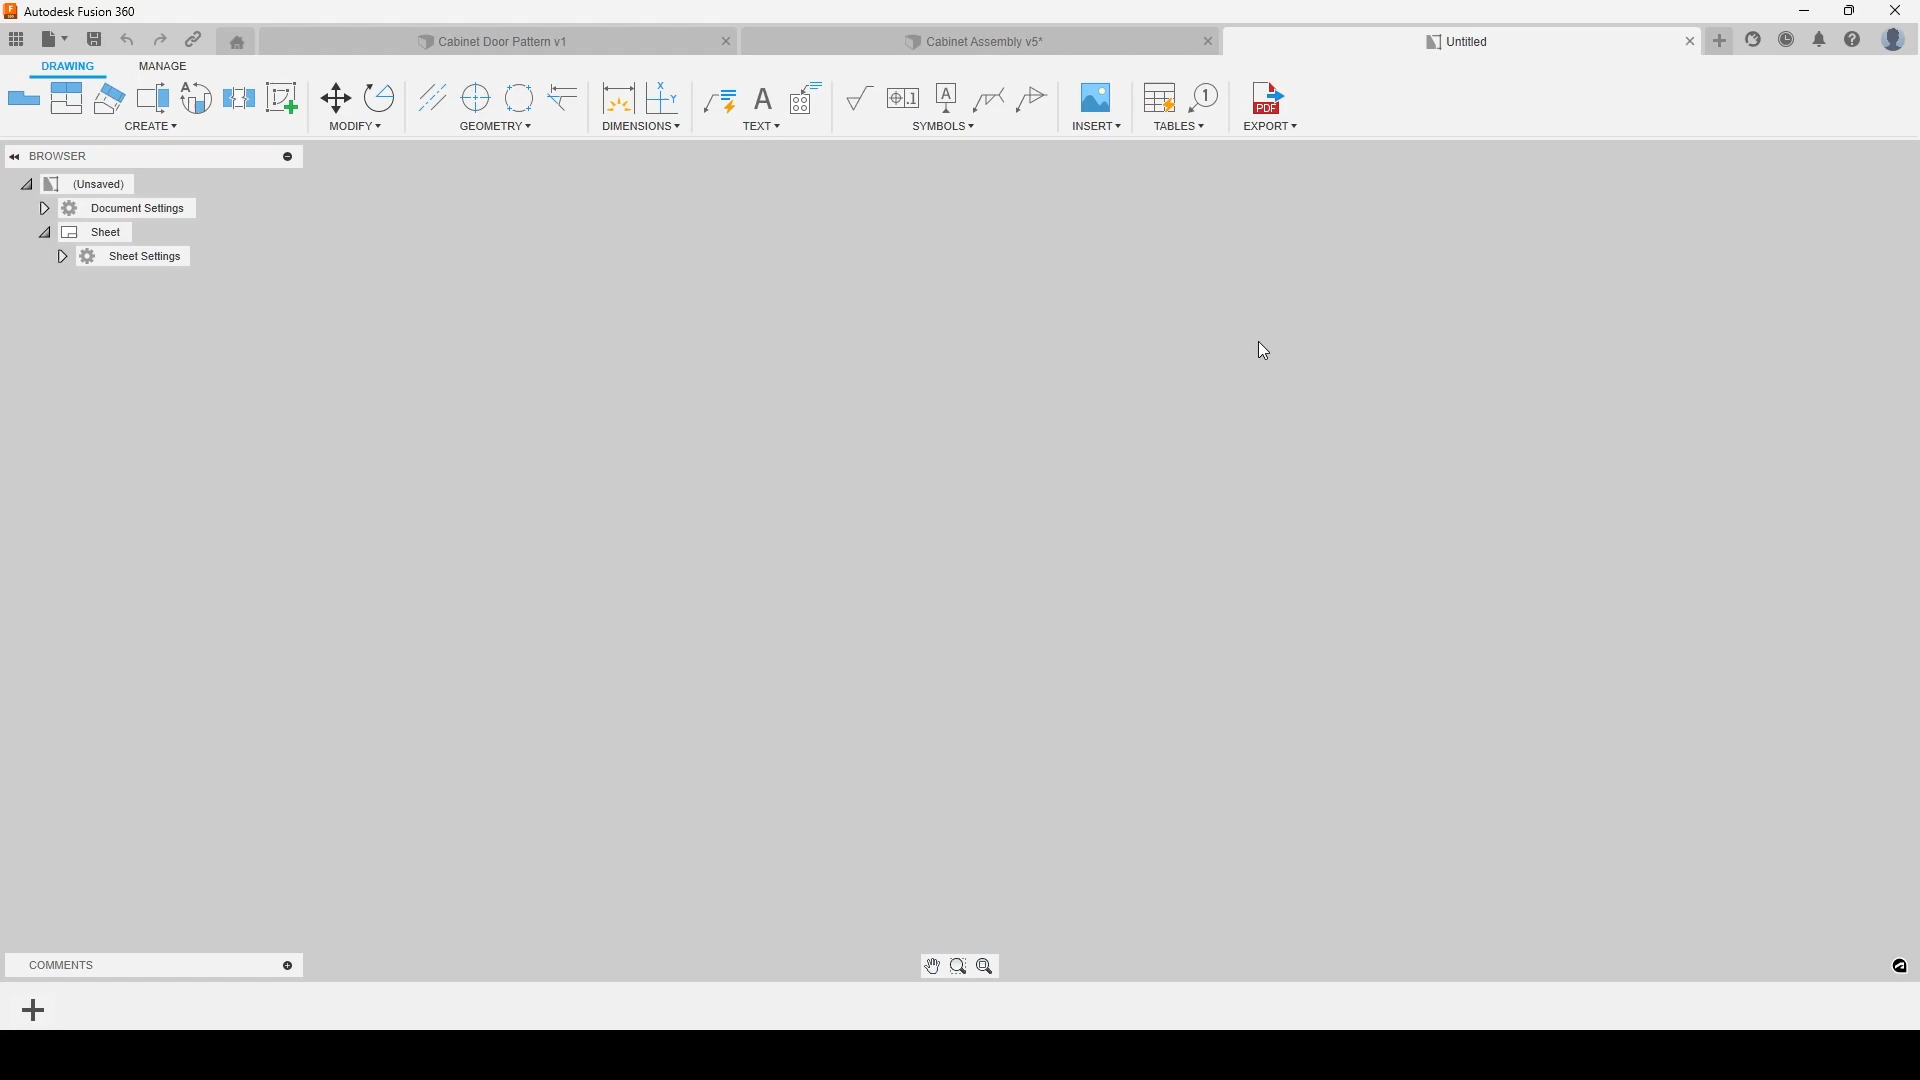 Autodesk Fusion 360
Cabinet Door Pattern v1
Cabinet Assembly v5*
Untitled
DRAWING
MANAGE
CREATE
MODIFY
GEOMETRY
DIMENSIONS
TEXT
SYMBOLS
INSERT
TABLES
EXPORT
BROWSER
(Unsaved)
Document Settings
Sheet
Sheet Settings
COMMENTS